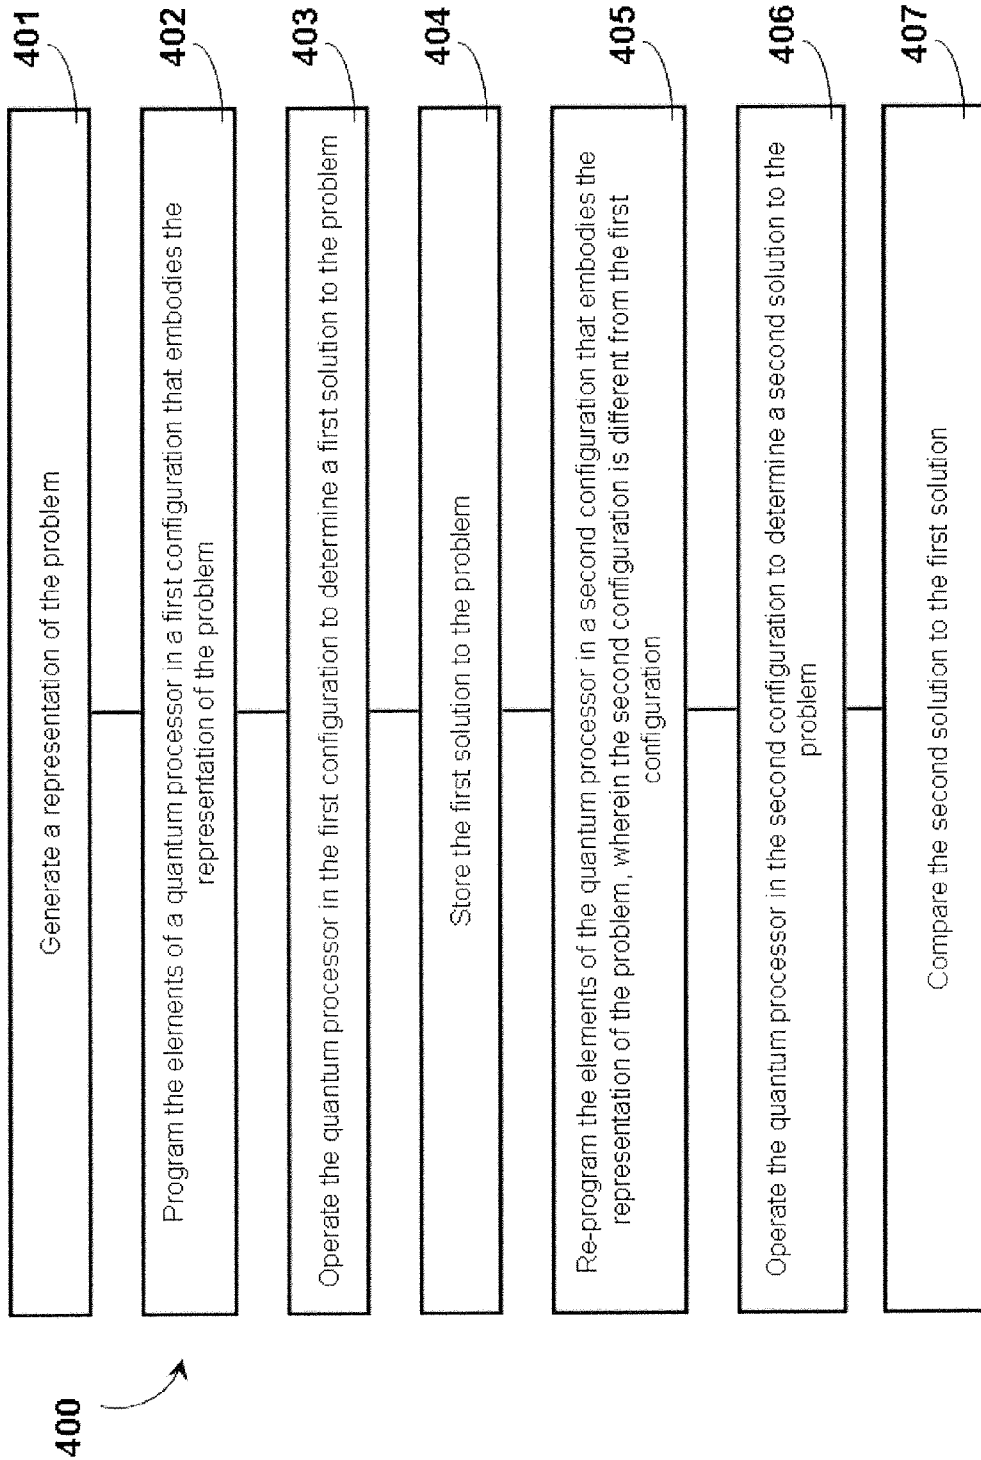 400
401
Generate a representation of the problem
402
Program the elements of a quantum processor in a first configuration that embodies the
representation of the problem
403
Operate the quantum processor in the first configuration to determine a first solution to the problem
404
Store the first solution to the problem
405
Re-program the elements of the quantum processor in a second configuration that embodies the
representation of the problem, wherein the second configuration is different from the first
configuration
406
Operate the quantum processor in the second configuration to determine a second solution to the
problem
407
Compare the second solution to the first solution